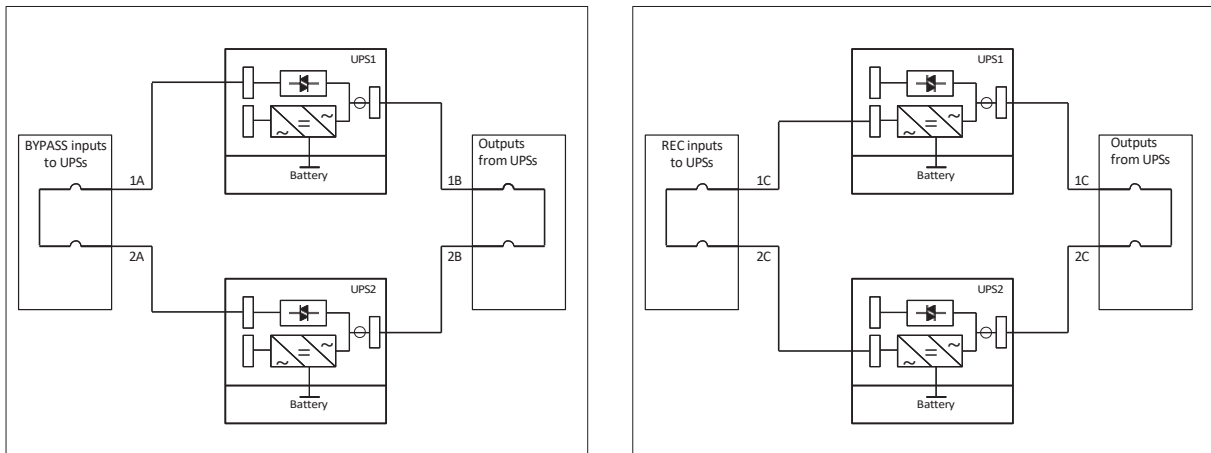 UPS1
BYPASS inputs
to UPSs
Outputs
from UPSs
~
=
~
Battery
1A
1B
2A
2B
UPS2
~
=
~
Battery
UPS1
REC inputs
to UPSs
Outputs
from UPSs
~
=
~
Battery
1C
1C
2C
2C
UPS2
~
=
~
Battery